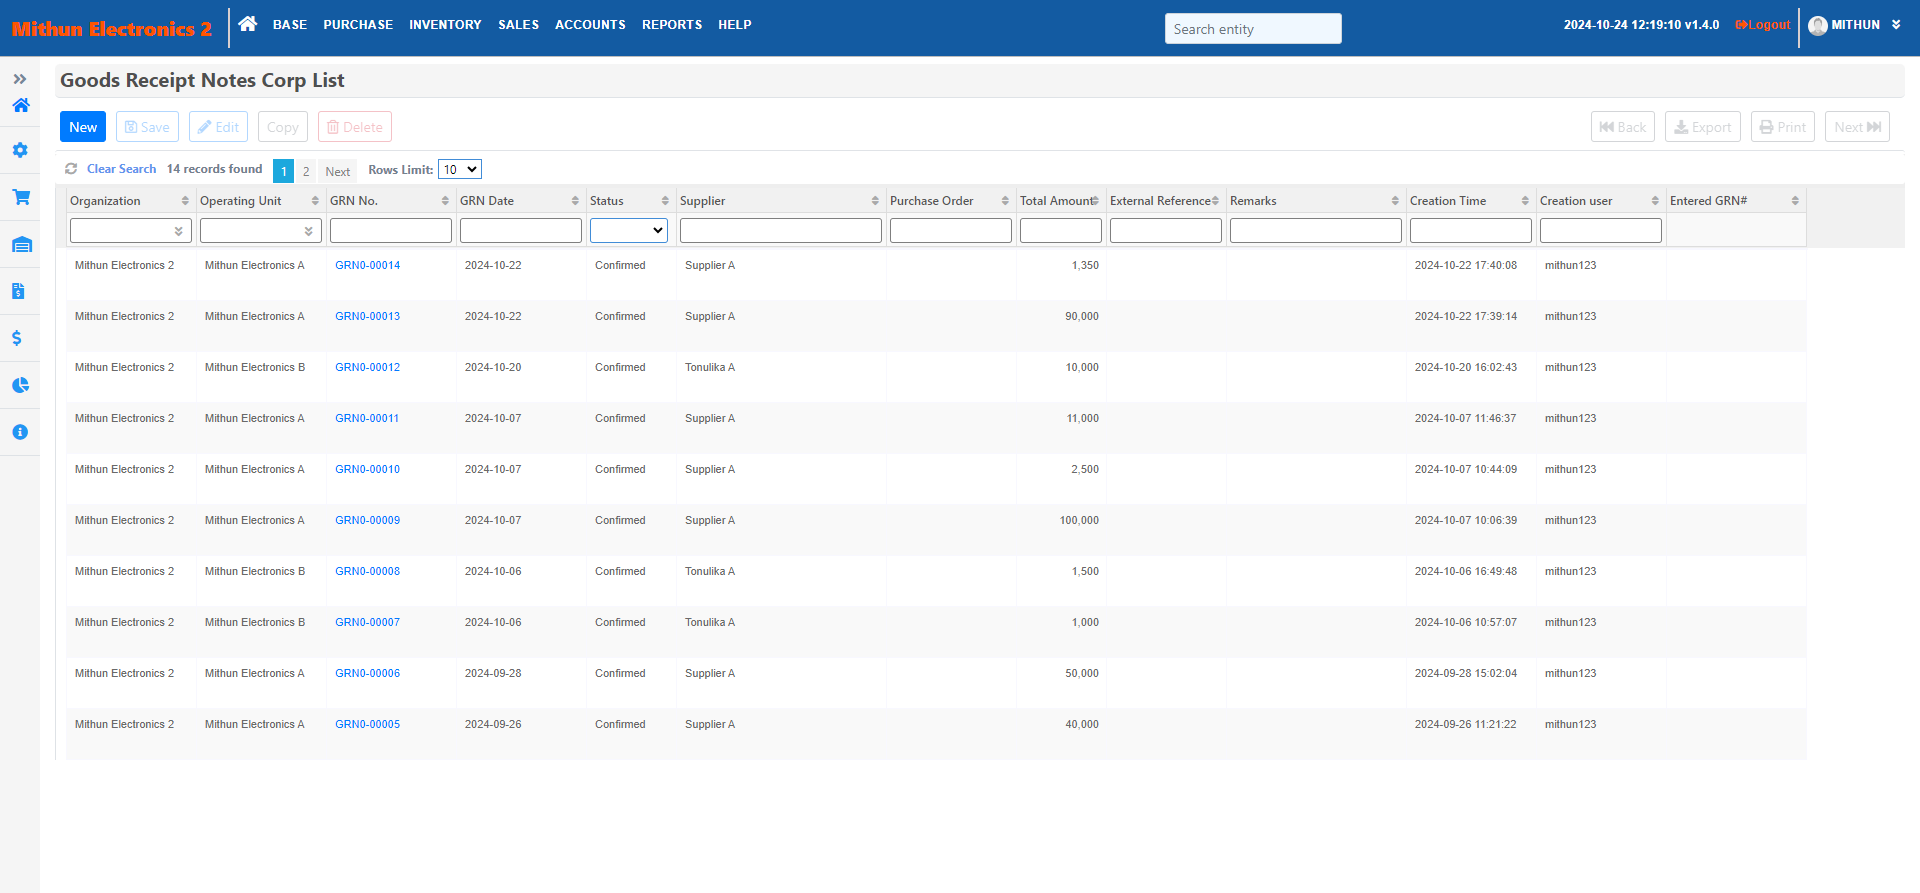 Mithun Electronics 2 BASE PURCHASE INVENTORY SALES ACCOUNTS REPORTS HELP Search entity 2024-10-24 12:19:10 v1.4.0 Logout MITHUN
Goods Receipt Notes Corp List
New Save Edit Copy Delete Back Export Print Next
Clear Search 14 records found 1 2 Next Rows Limit: 10
Organization Operating Unit GRN No. GRN Date Status Supplier Purchase Order Total Amount External Reference Remarks Creation Time Creation user Entered GRN#
Mithun Electronics 2 Mithun Electronics A GRN0-00014 2024-10-22 Confirmed Supplier A 1,350 2024-10-22 17:40:08 mithun123
Mithun Electronics 2 Mithun Electronics A GRN0-00013 2024-10-22 Confirmed Supplier A 90,000 2024-10-22 17:39:14 mithun123
Mithun Electronics 2 Mithun Electronics B GRN0-00012 2024-10-20 Confirmed Tonulika A 10,000 2024-10-20 16:02:43 mithun123
Mithun Electronics 2 Mithun Electronics A GRN0-00011 2024-10-07 Confirmed Supplier A 11,000 2024-10-07 11:46:37 mithun123
Mithun Electronics 2 Mithun Electronics A GRN0-00010 2024-10-07 Confirmed Supplier A 2,500 2024-10-07 10:44:09 mithun123
Mithun Electronics 2 Mithun Electronics A GRN0-00009 2024-10-07 Confirmed Supplier A 100,000 2024-10-07 10:06:39 mithun123
Mithun Electronics 2 Mithun Electronics B GRN0-00008 2024-10-06 Confirmed Tonulika A 1,500 2024-10-06 16:49:48 mithun123
Mithun Electronics 2 Mithun Electronics B GRN0-00007 2024-10-06 Confirmed Tonulika A 1,000 2024-10-06 10:57:07 mithun123
Mithun Electronics 2 Mithun Electronics A GRN0-00006 2024-09-28 Confirmed Supplier A 50,000 2024-09-28 15:02:04 mithun123
Mithun Electronics 2 Mithun Electronics A GRN0-00005 2024-09-26 Confirmed Supplier A 40,000 2024-09-26 11:21:22 mithun123